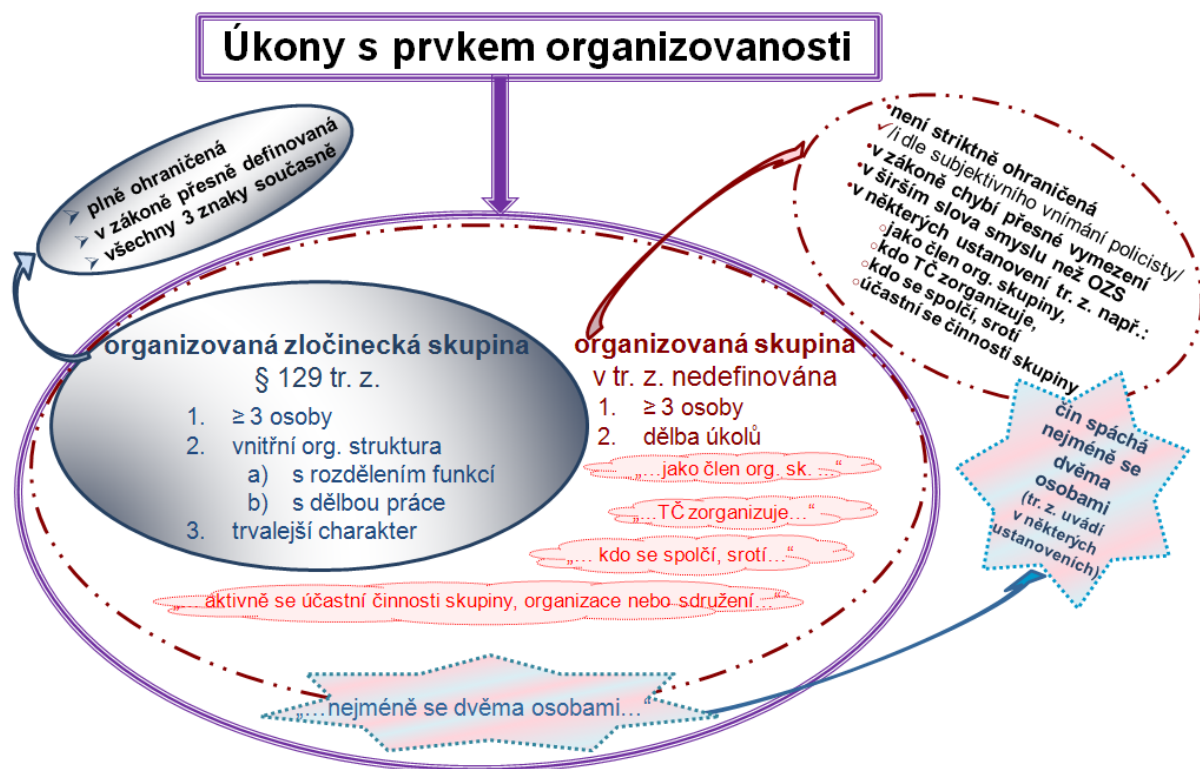 Úkony s prvkem organizovanosti
plně ohraničená
v zákoně přesně definovaná
všechny 3 znaky současně
•není striktně ohraničená
✓/i dle subjektivního vnímání policisty/
•v zákoně chybí přesné vymezení
•v širším slova smyslu než OZS
•v některých ustanovení tr. z. např.:
○jako člen org. skupiny,
○kdo TČ zorganizuje,
○kdo se spolčí, srotí
○účastní se činnosti skupiny
organizovaná zločinecká skupina
§ 129 tr. z.
1. ≥ 3 osoby
2. vnitřní org. struktura
a) s rozdělením funkcí
b) s dělbou práce
3. trvalejší charakter
organizovaná skupina
v tr. z. nedefinována
1. ≥ 3 osoby
2. dělba úkolů
„…jako člen org. sk. …“
„…TČ zorganizuje…“
„… kdo se spolčí, srotí…“
„… aktivně se účastní činnosti skupiny, organizace nebo sdružení…“
„…nejméně se dvěma osobami…“
čin spáchá
nejméně se
dvěma
osobami
(tr. z. uvádí
v některých
ustanoveních)